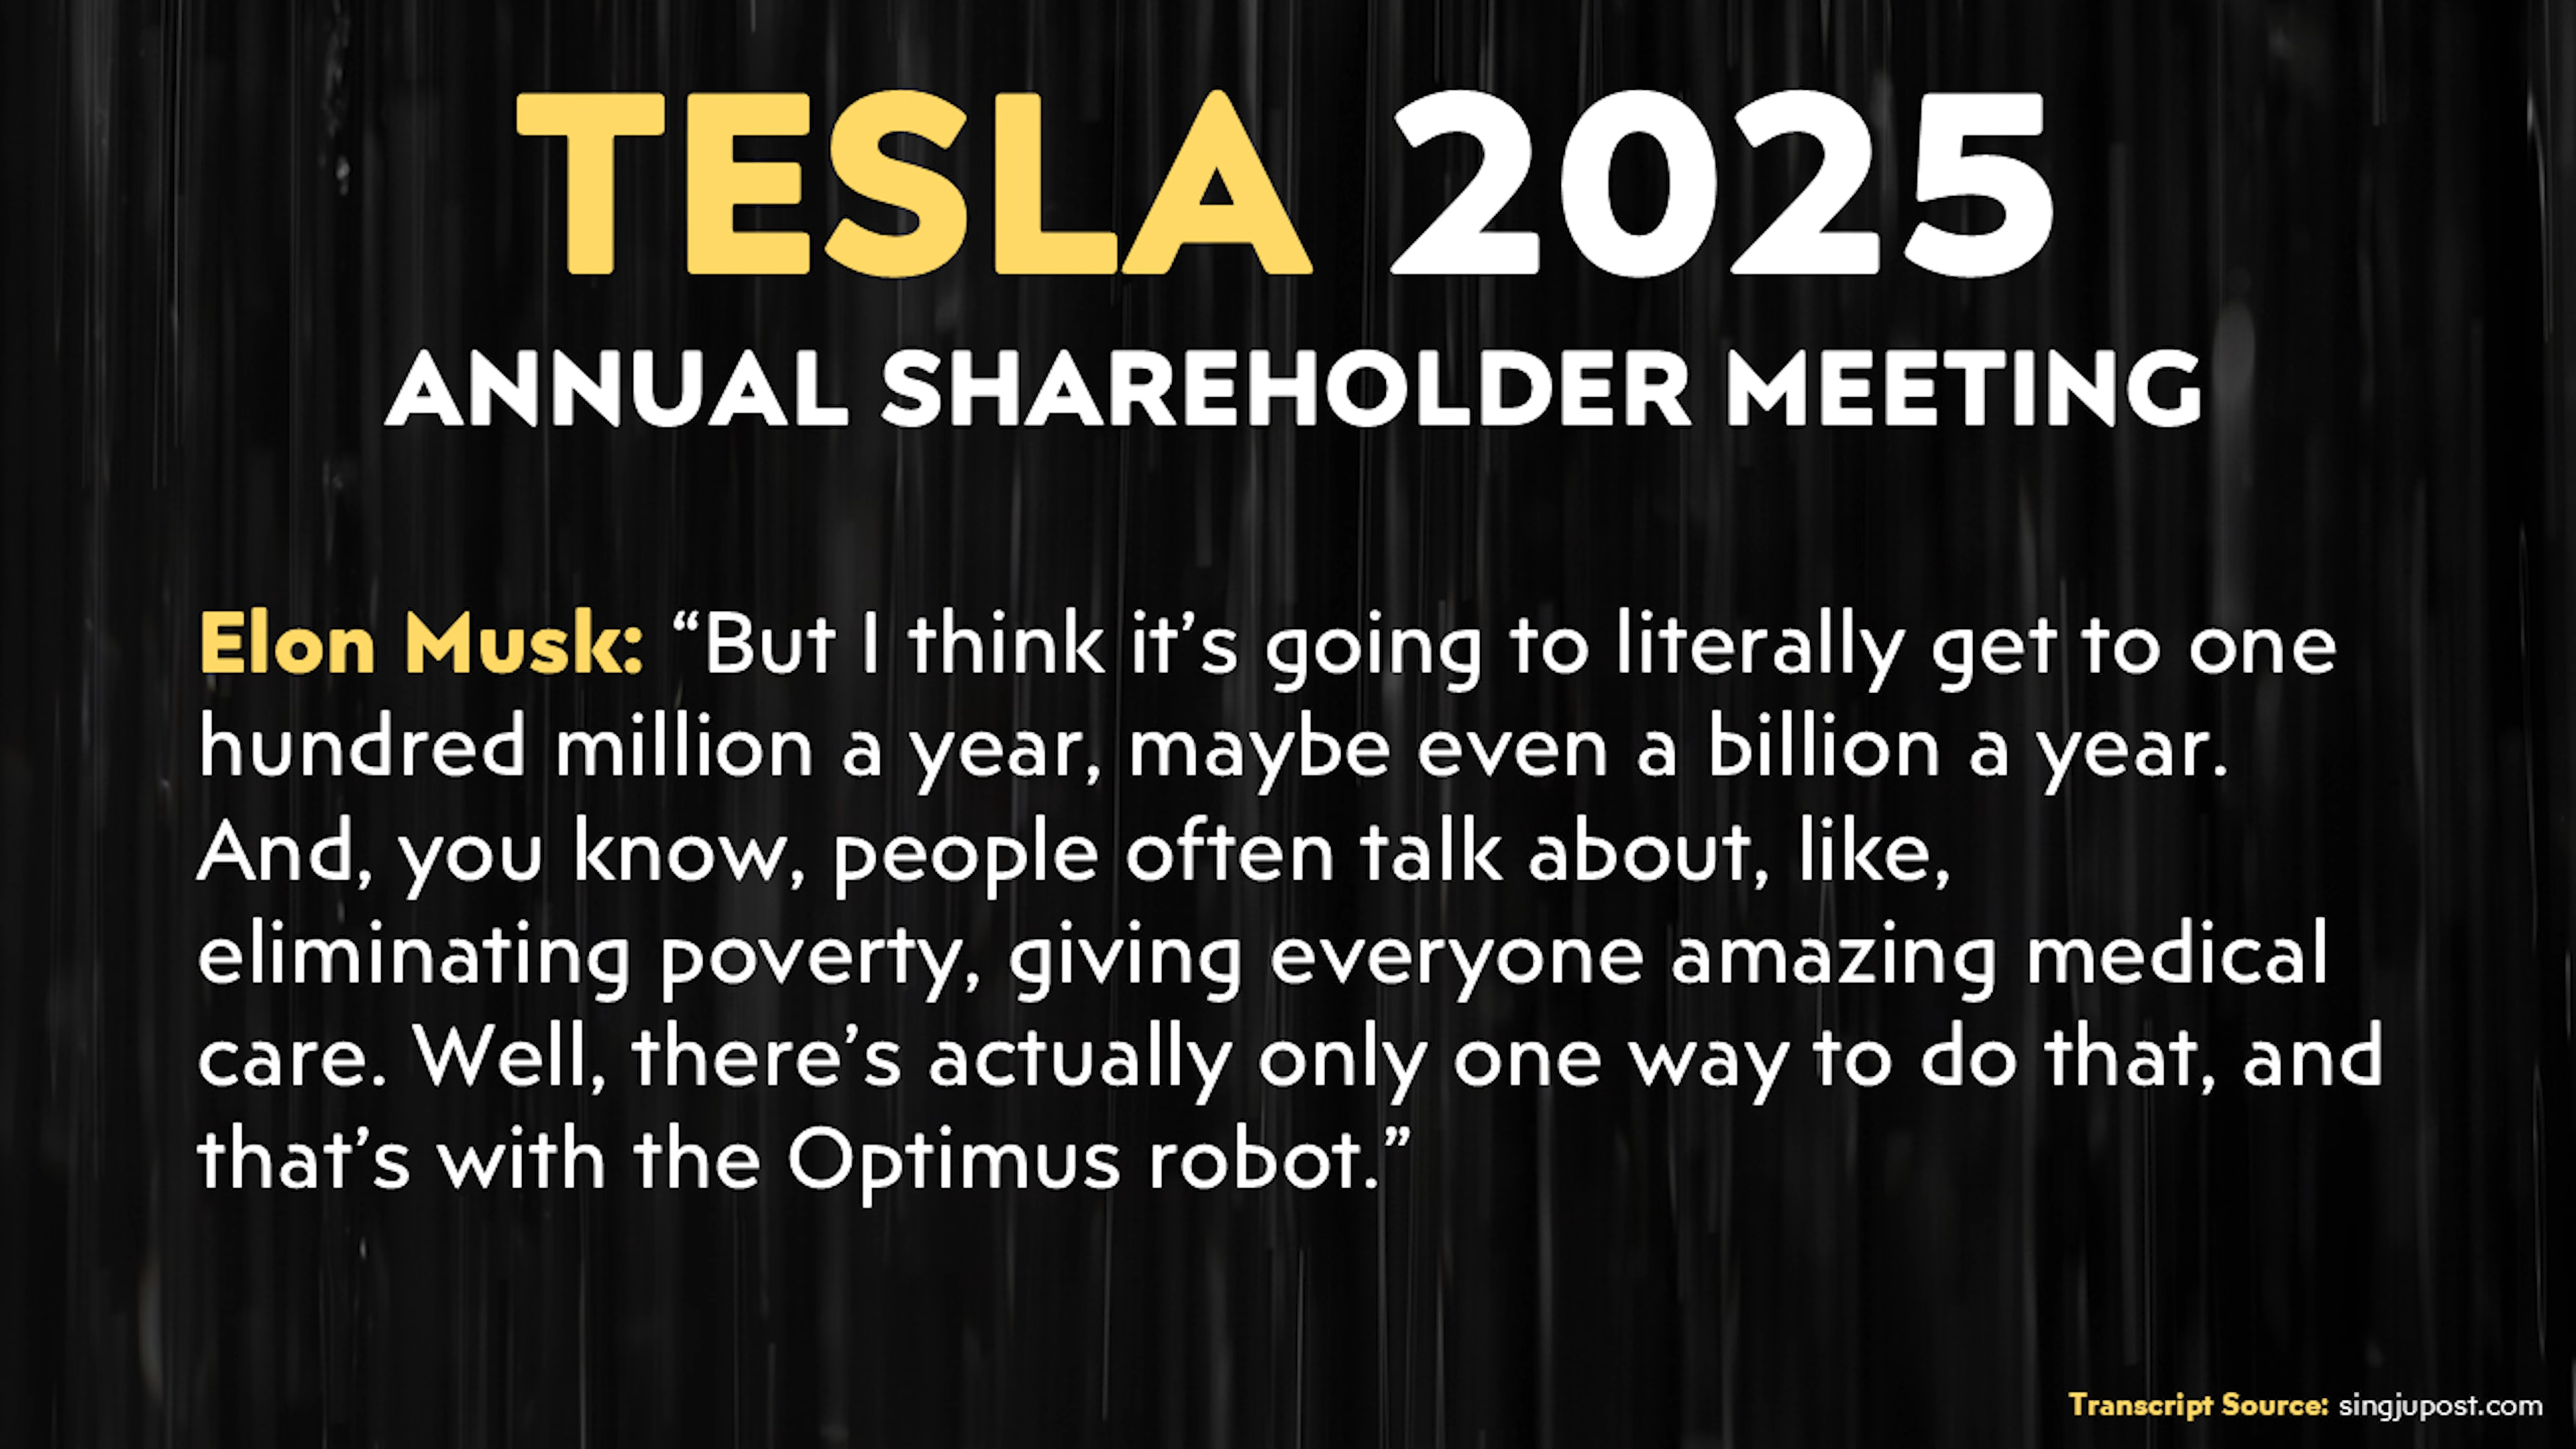 TESLA 2025
ANNUAL SHAREHOLDER MEETING
Elon Musk: “But I think it’s going to literally get to one
hundred million a year, maybe even a billion a year.
And, you know, people often talk about, like,
eliminating poverty, giving everyone amazing medical
care. Well, there’s actually only one way to do that, and
that’s with the Optimus robot.”
Transcript Source: singjupost.com